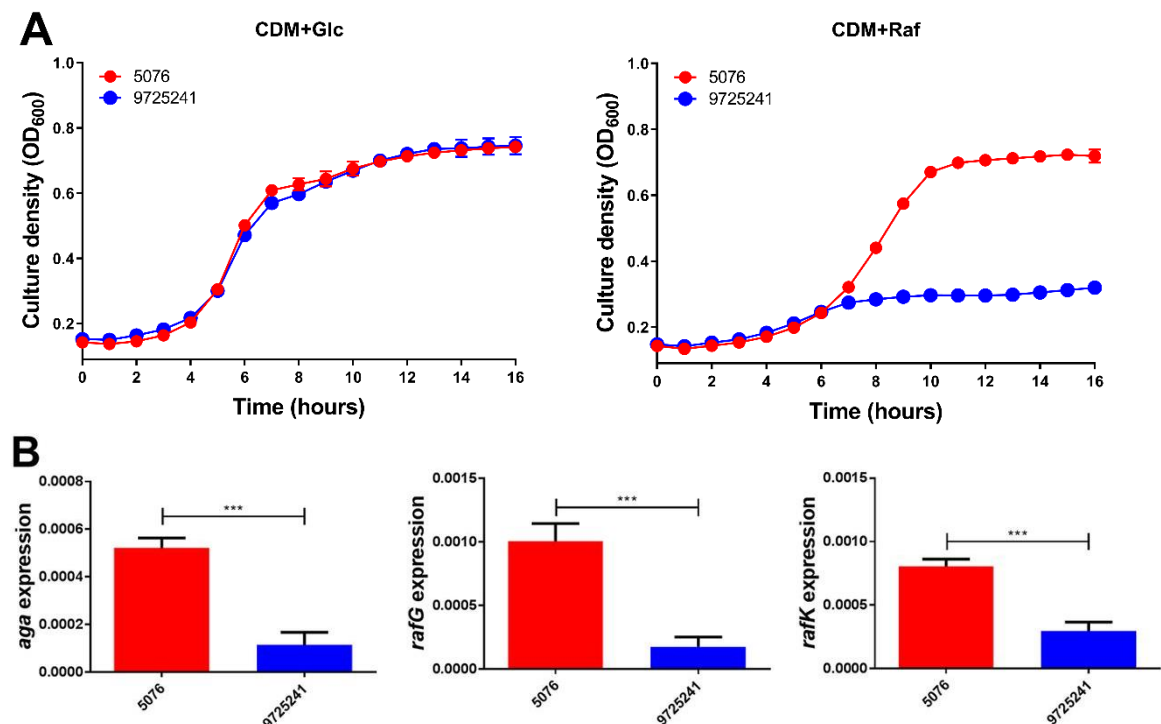 A
CDM+Glc
CDM+Raf
5076
9725241
5076
9725241
Culture density (OD600)
1.0
0.8
0.6
0.4
0.2
0 2 4 6 8 10 12 14 16
Time (hours)
Culture density (OD600)
1.0
0.8
0.6
0.4
0.2
0 2 4 6 8 10 12 14 16
Time (hours)
B
aga expression
0.0008
0.0006
0.0004
0.0002
0.0000
***
5076
9725241
rafG expression
0.0015
0.0010
0.0005
0.0000
***
5076
9725241
rafK expression
0.0015
0.0010
0.0005
0.0000
***
5076
9725241